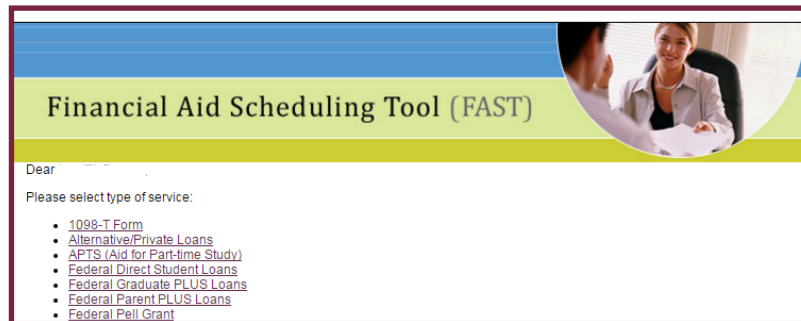 Financial Aid Scheduling Tool (FAST)
Dear
Please select type of service:
1098-T Form
Alternative/Private Loans
APTS (Aid for Part-time Study)
Federal Direct Student Loans
Federal Graduate PLUS Loans
Federal Parent PLUS Loans
Federal Pell Grant